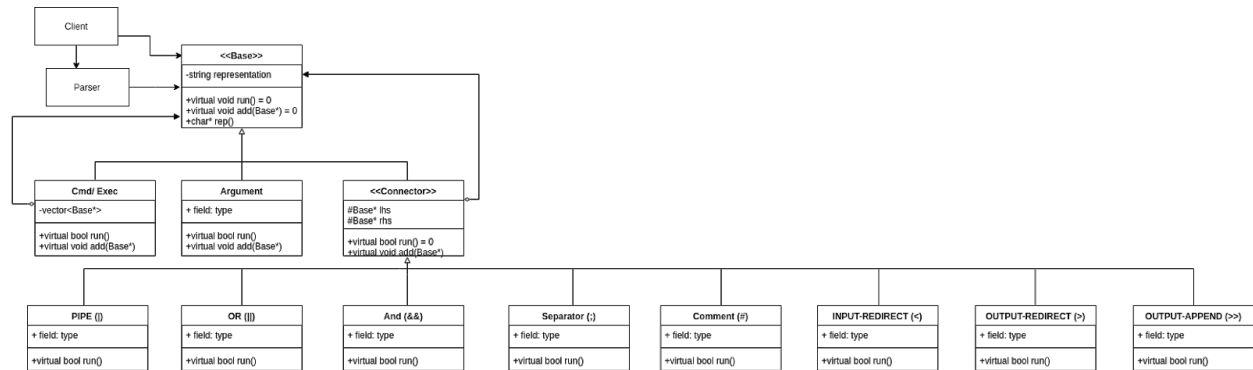 Client
Parser
<<Base>>
-string representation
+virtual void run() = 0
+virtual void add(Base*) = 0
+char* rep()
Cmd/ Exec
-vector<Base*>
+virtual bool run()
+virtual void add(Base*)
Argument
+ field: type
+virtual bool run()
+virtual void add(Base*)
<<Connector>>
#Base* lhs
#Base* rhs
+virtual bool run() = 0
+virtual void add(Base*)
PIPE (|)
+ field: type
+virtual bool run()
OR (||)
+ field: type
+virtual bool run()
And (&&)
+ field: type
+virtual bool run()
Separator (;)
+ field: type
+virtual bool run()
Comment (#)
+ field: type
+virtual bool run()
INPUT-REDIRECT (<)
+ field: type
+virtual bool run()
OUTPUT-REDIRECT (>)
+ field: type
+virtual bool run()
OUTPUT-APPEND (>>)
+ field: type
+virtual bool run()